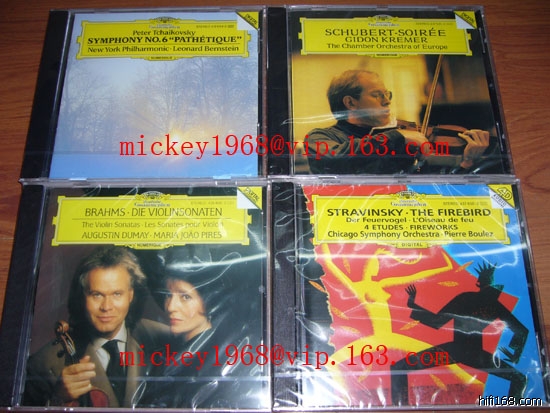 Peter Tchaikovsky
SYMPHONY NO. 6 "PATHÉTIQUE"
New York Philharmonic · Leonard Bernstein
SCHUBERT-SOIRÉE
GIDON KREMER
The Chamber Orchestra of Europe
mickey1968@vip.163.com
BRAHMS · DIE VIOLINSONATEN
The Violin Sonatas · Les Sonates pour Violon
AUGUSTIN DUMAY · MARIA JOÃO PIRES
STRAVINSKY · THE FIREBIRD
Der Feuervogel · L'Oiseau de feu
4 ETUDES · FIREWORKS
Chicago Symphony Orchestra · Pierre Boulez
DIGITAL
mickey1968@vip.163.com
hifi168.com